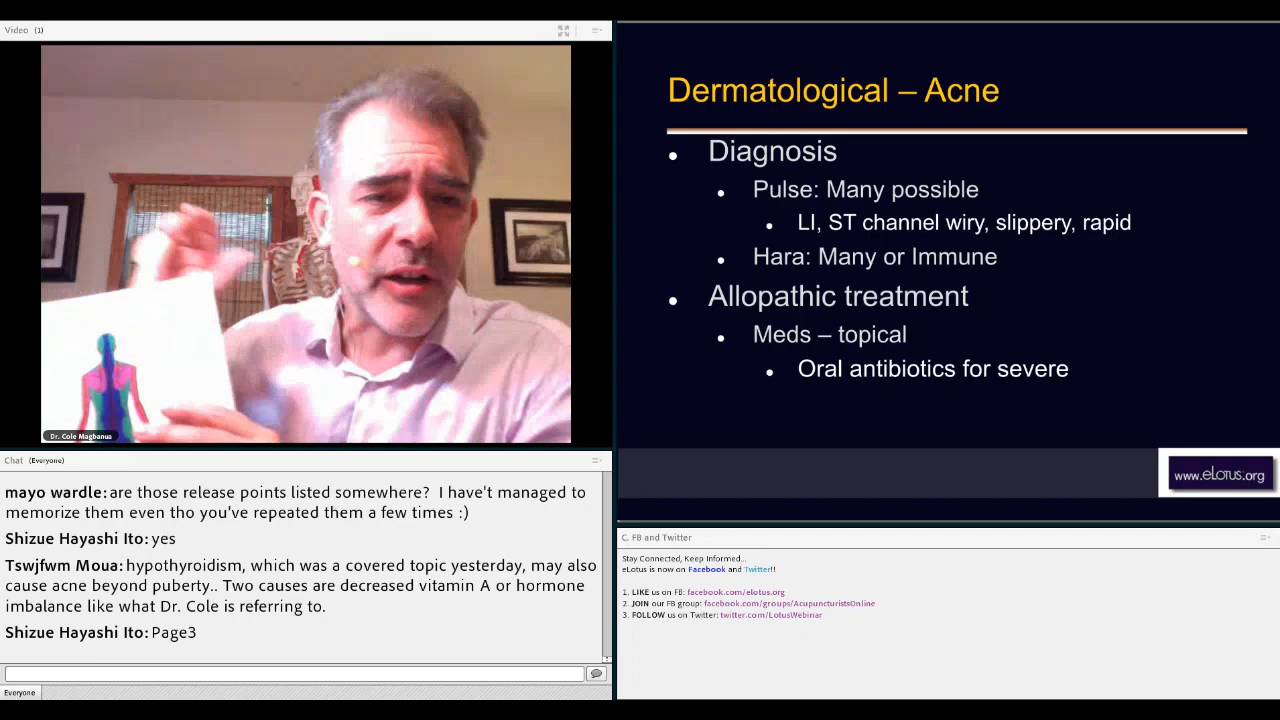 Video (1)
Dr. Cole Magbanua
Dermatological – Acne
Diagnosis
Pulse: Many possible
LI, ST channel wiry, slippery, rapid
Hara: Many or Immune
Allopathic treatment
Meds – topical
Oral antibiotics for severe
www.eLotus.org
Chat (Everyone)
mayo wardle: are those release points listed somewhere? I have't managed to
memorize them even tho you've repeated them a few times :)
Shizue Hayashi Ito: yes
Tswjfwm Moua: hypothyroidism, which was a covered topic yesterday, may also
cause acne beyond puberty.. Two causes are decreased vitamin A or hormone
imbalance like what Dr. Cole is referring to.
Shizue Hayashi Ito: Page3
Everyone
C. FB and Twitter
Stay Connected, Keep Informed...
eLotus is now on Facebook and Twitter!!
1. LIKE us on FB: facebook.com/elotus.org
2. JOIN our FB group: facebook.com/groups/AcupuncturistsOnline
3. FOLLOW us on Twitter: twitter.com/LotusWebinar